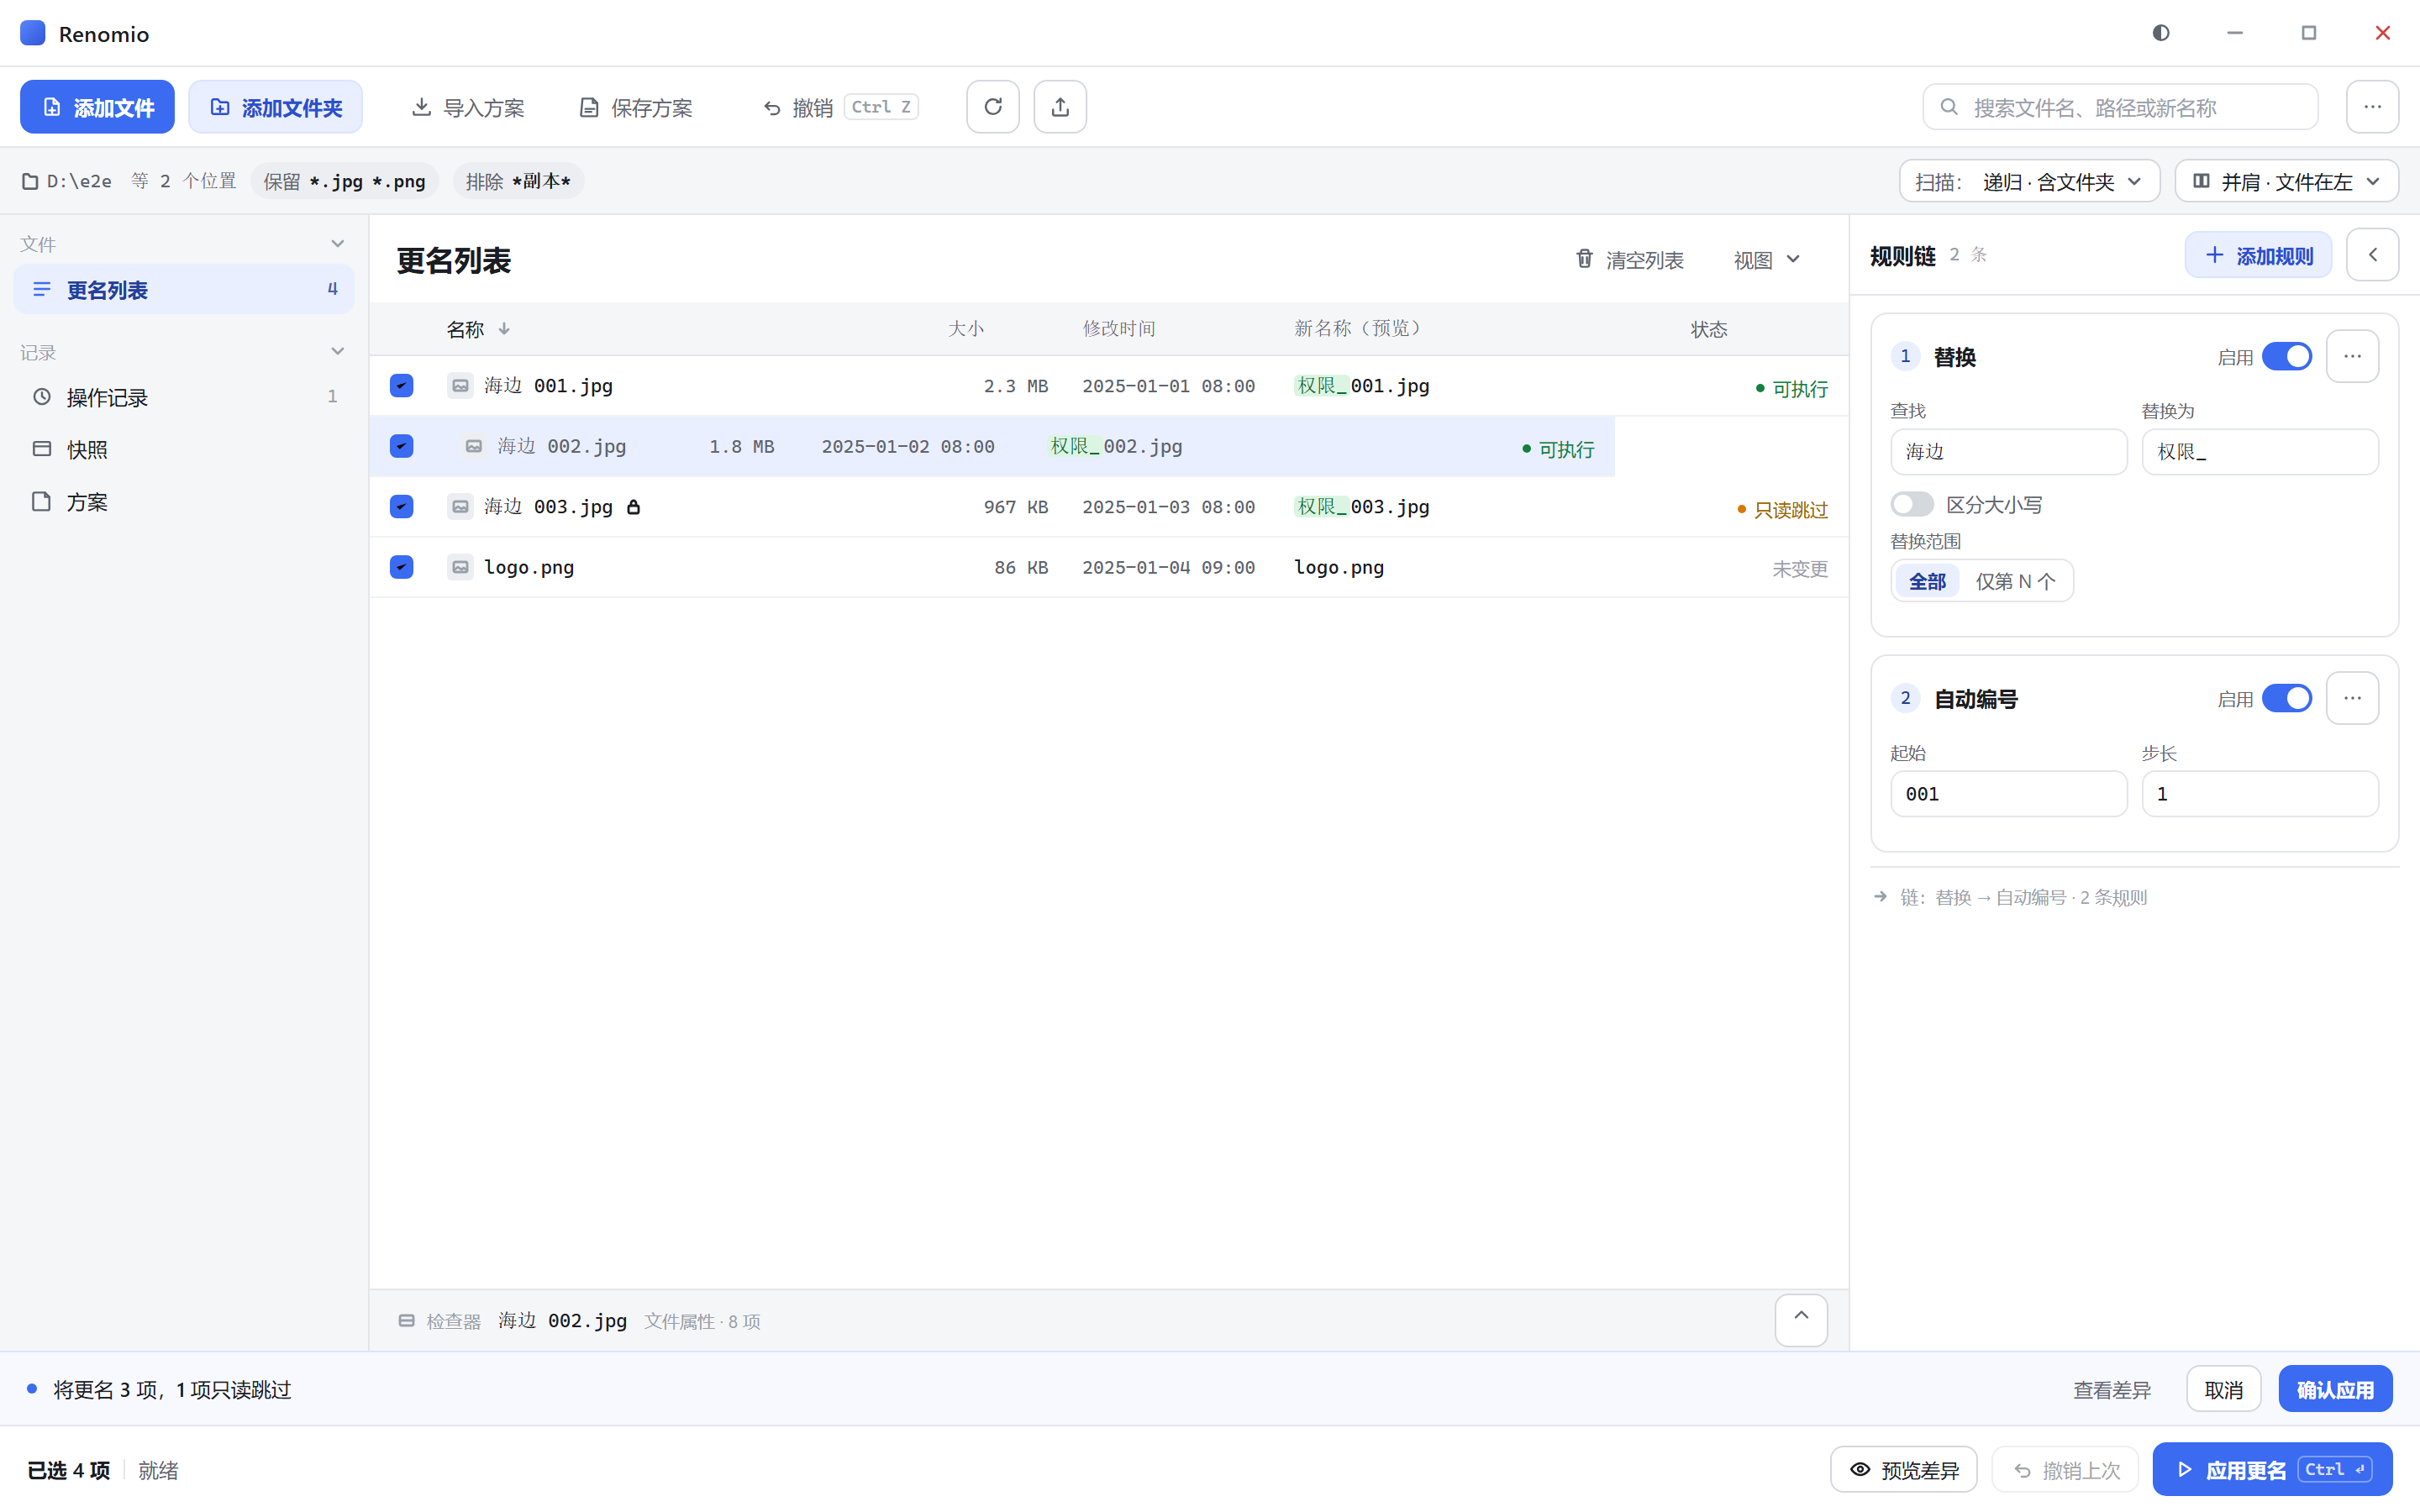 Renomio
添加文件 添加文件夹 导入方案 保存方案 撤销 Ctrl Z 搜索文件名、路径或新名称 ···
D:\e2e 等 2 个位置 保留 *.jpg *.png 排除 *副本* 扫描： 递归 · 含文件夹 并肩 · 文件在左
文件
更名列表 4
记录
操作记录 1
快照
方案
更名列表 清空列表 视图
名称 大小 修改时间 新名称（预览） 状态
海边 001.jpg 2.3 MB 2025-01-01 08:00 权限_001.jpg 可执行
海边 002.jpg 1.8 MB 2025-01-02 08:00 权限_002.jpg 可执行
海边 003.jpg 967 KB 2025-01-03 08:00 权限_003.jpg 只读跳过
logo.png 86 KB 2025-01-04 09:00 logo.png 未变更
检查器 海边 002.jpg 文件属性 · 8 项
规则链 2 条 添加规则
1 替换 启用 ···
查找 替换为
海边 权限_
区分大小写
替换范围
全部 仅第 N 个
2 自动编号 启用 ···
起始 步长
001 1
链：替换 → 自动编号 · 2 条规则
将更名 3 项，1 项只读跳过 查看差异 取消 确认应用
已选 4 项 就绪 预览差异 撤销上次 应用更名 Ctrl ⏎